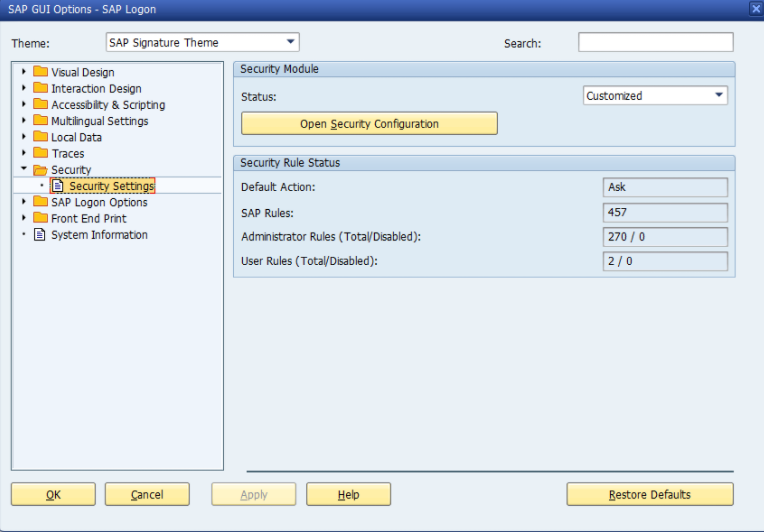 SAP GUI Options - SAP Logon
Theme: SAP Signature Theme Search:
Visual Design
Interaction Design
Accessibility & Scripting
Multilingual Settings
Local Data
Traces
Security
Security Settings
SAP Logon Options
Front End Print
System Information
Security Module
Status: Customized
Open Security Configuration
Security Rule Status
Default Action: Ask
SAP Rules: 457
Administrator Rules (Total/Disabled): 270 / 0
User Rules (Total/Disabled): 2 / 0
OK Cancel Apply Help Restore Defaults